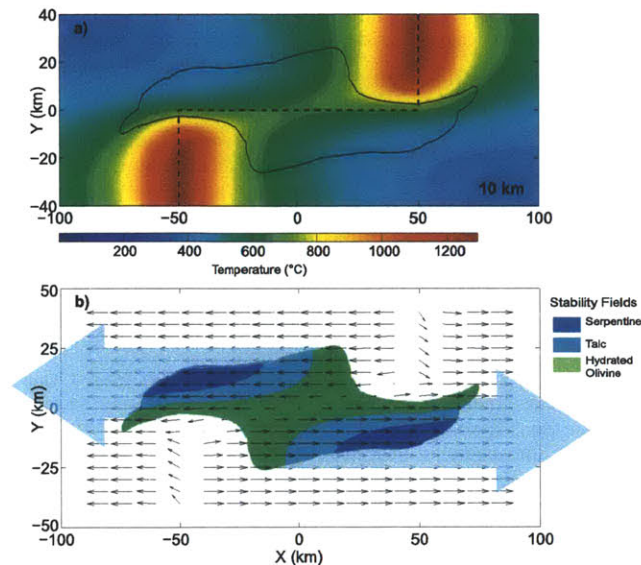 a)
40
20
0
−20
−40
Y (km)
10 km
−100
−50
0
50
100
200
400
600
800
1000
1200
Temperature (°C)
b)
50
25
0
−25
−50
Y (km)
−100
−50
0
50
100
X (km)
Stability Fields
Serpentine
Talc
Hydrated
Olivine